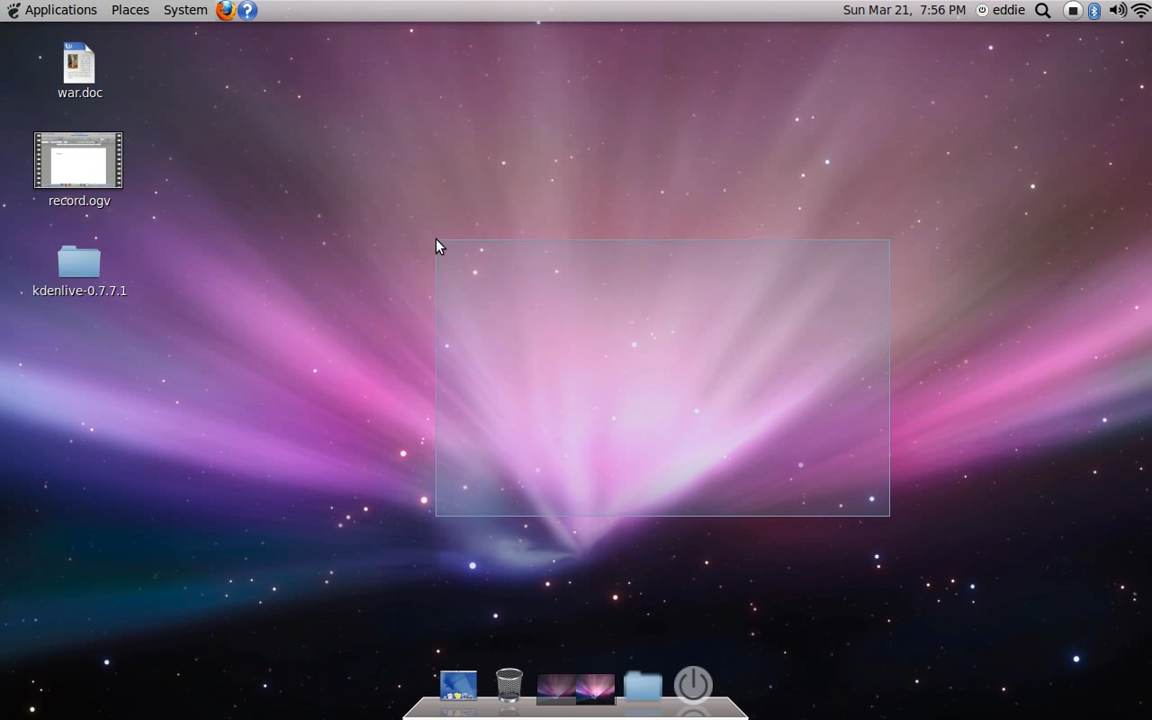 Applications Places System ? Sun Mar 21, 7:56 PM eddie
war.doc
record.ogv
kdenlive-0.7.7.1